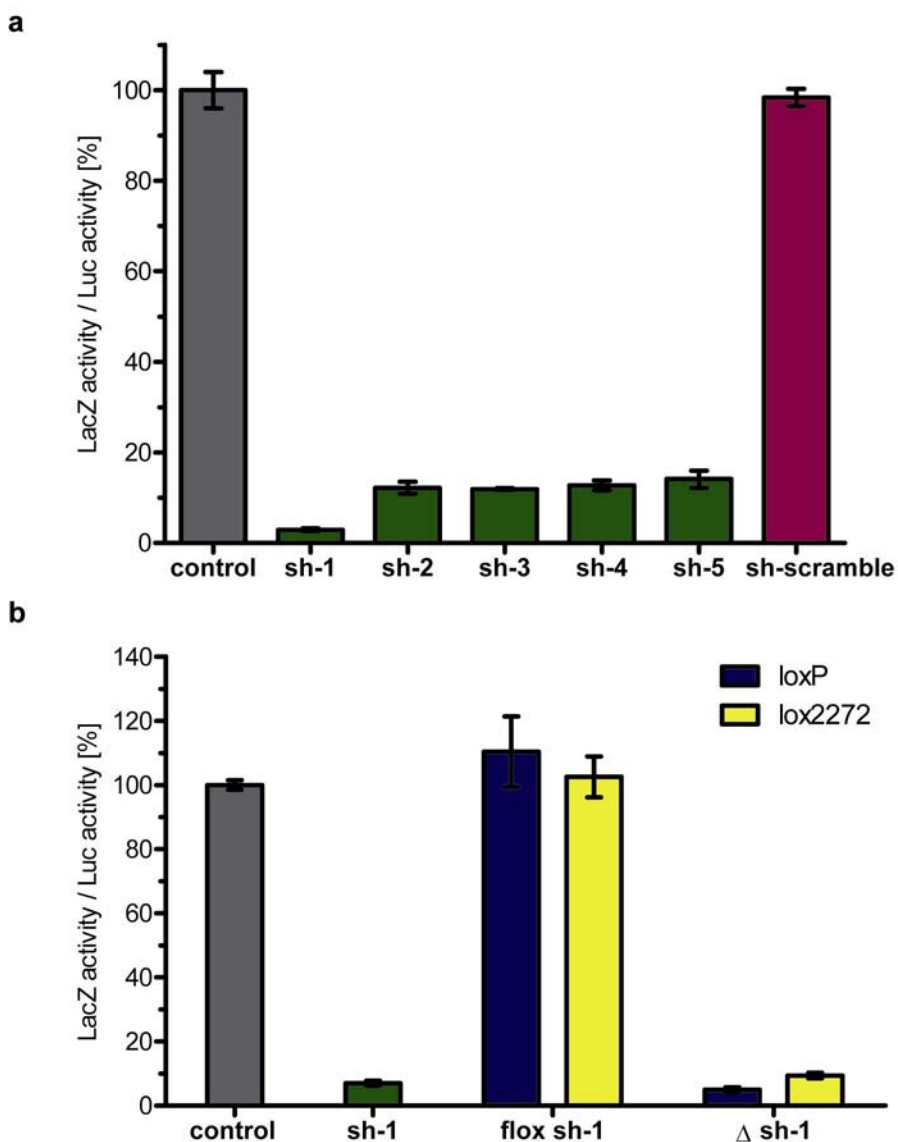 a
LacZ activity / Luc activity [%]
100
80
60
40
20
0
control sh-1 sh-2 sh-3 sh-4 sh-5 sh-scramble
b
LacZ activity / Luc activity [%]
140
120
100
80
60
40
20
0
loxP
lox2272
control sh-1 flox sh-1 Δ sh-1